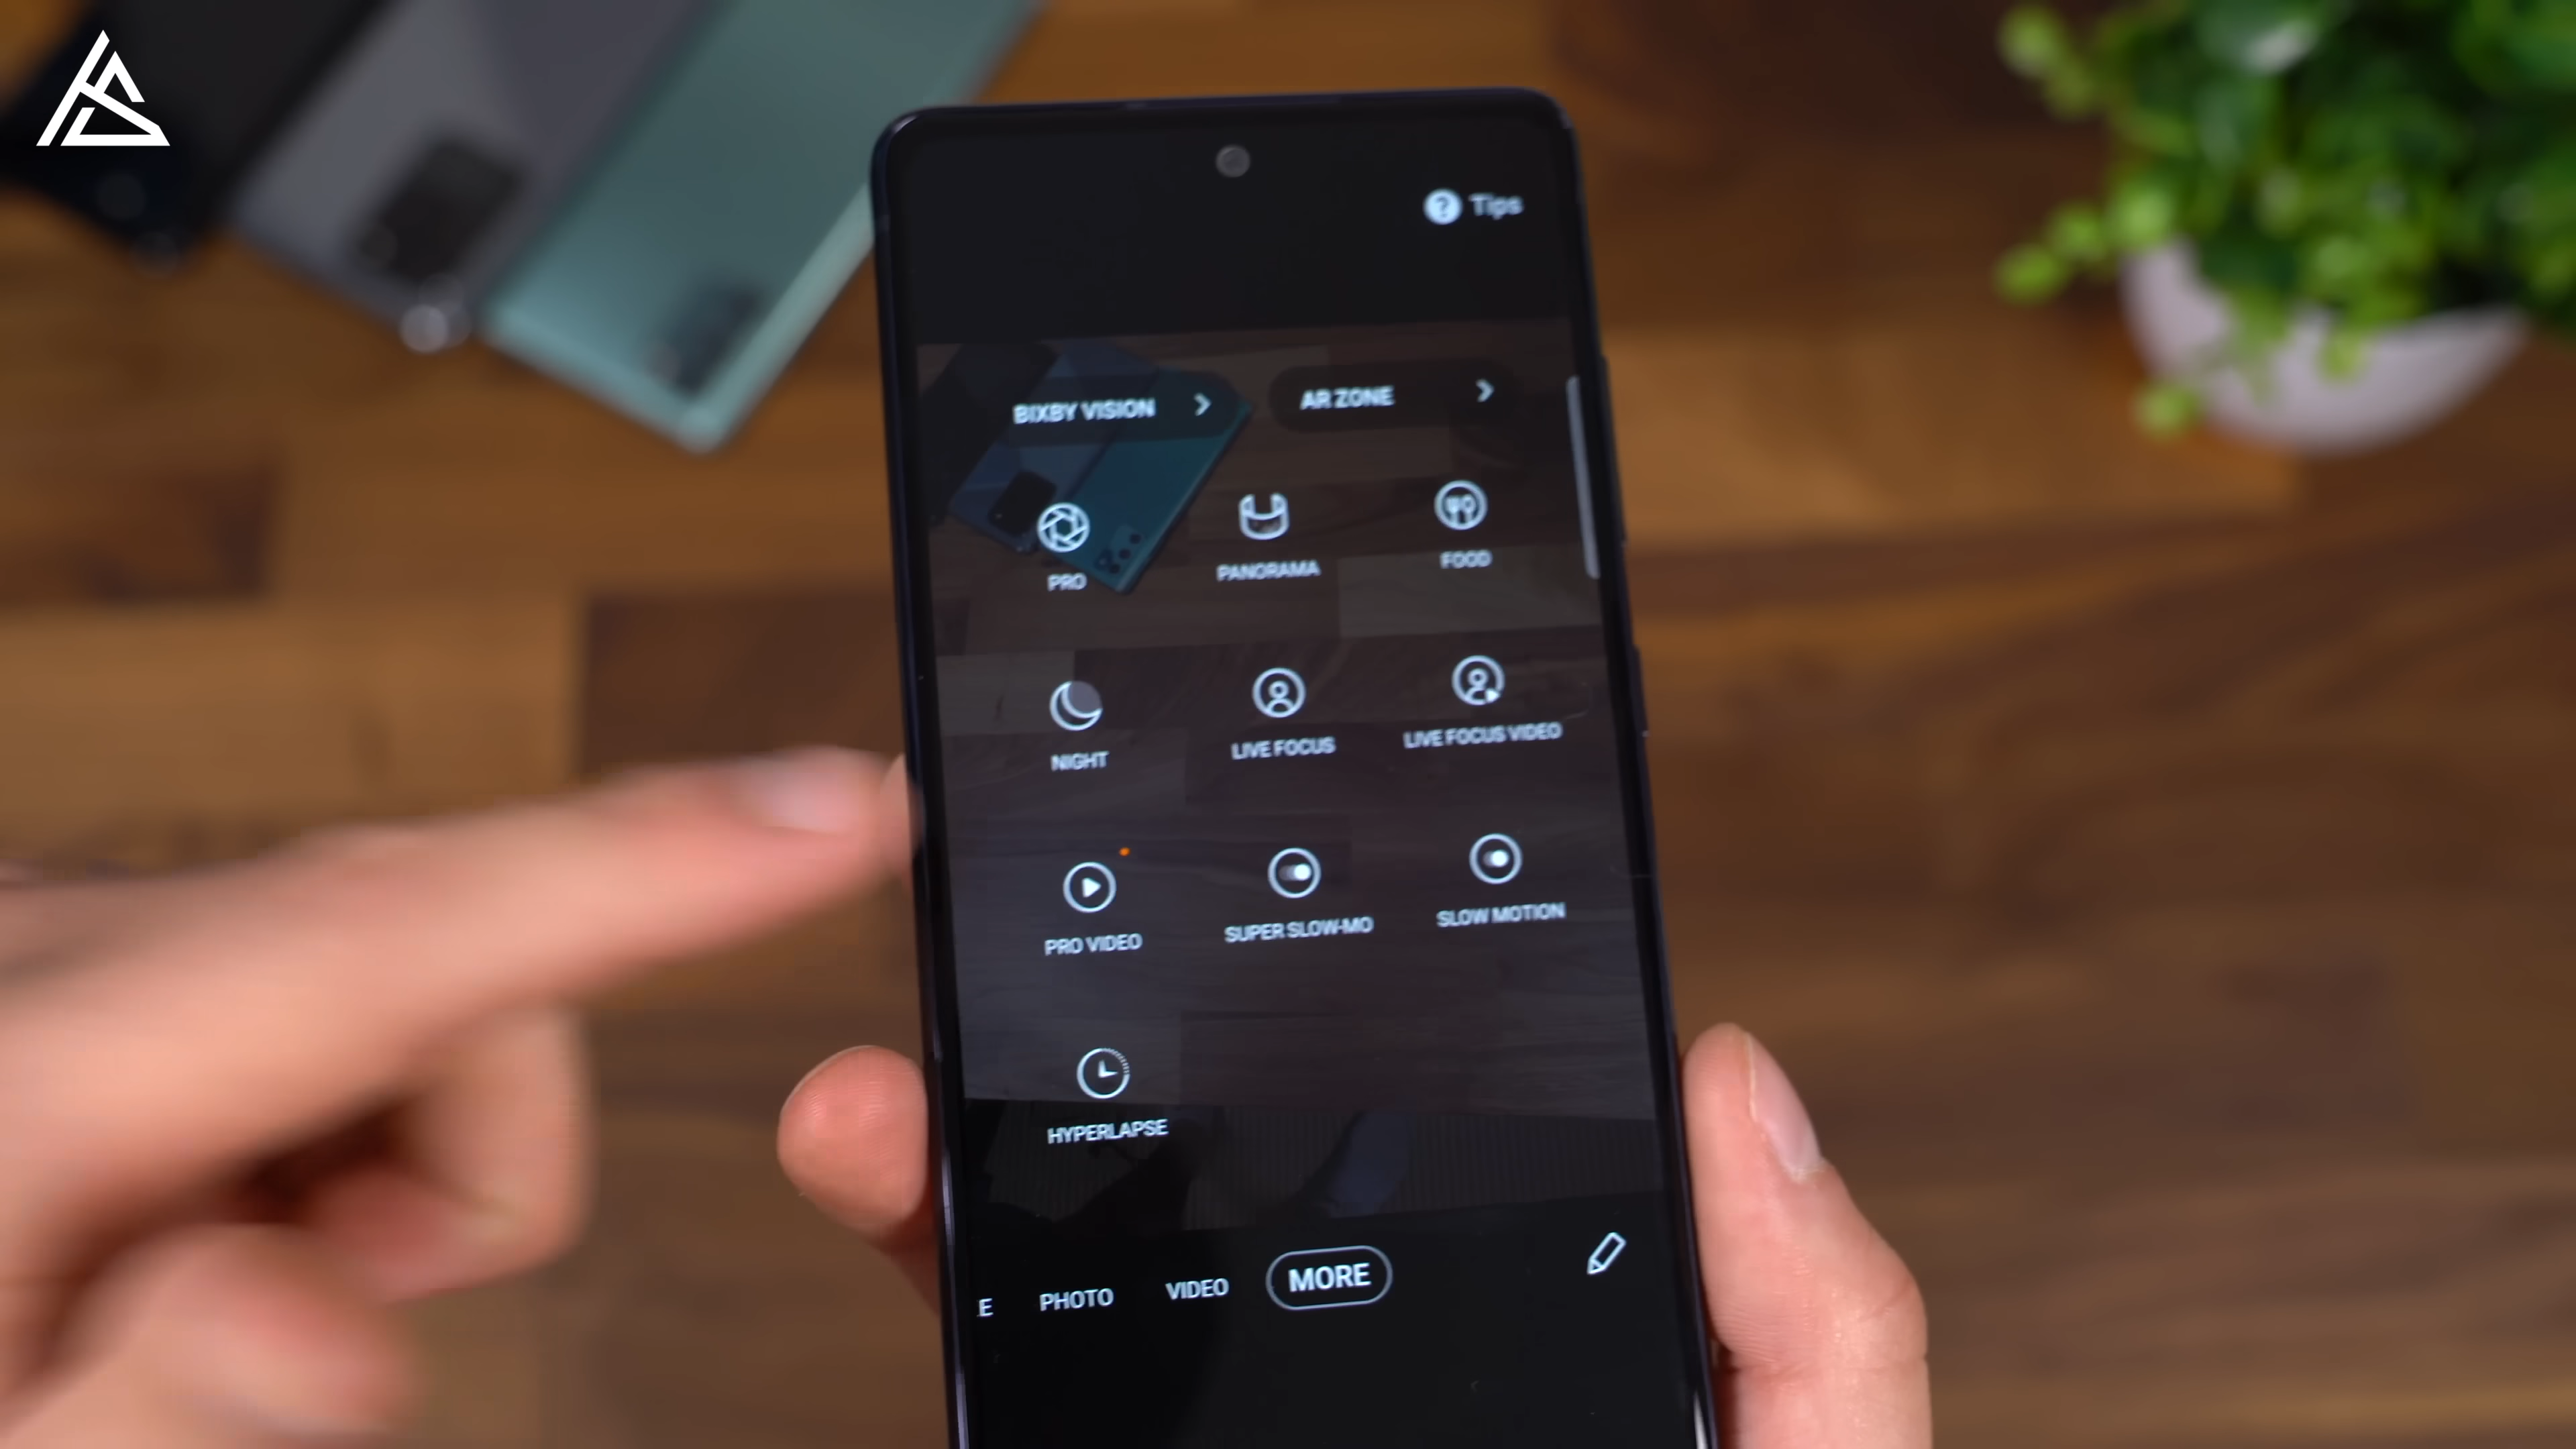 Tips
BIXBY VISION
AR ZONE
PRO
PANORAMA
FOOD
NIGHT
LIVE FOCUS
LIVE FOCUS VIDEO
PRO VIDEO
SUPER SLOW-MO
SLOW MOTION
HYPERLAPSE
E PHOTO VIDEO MORE